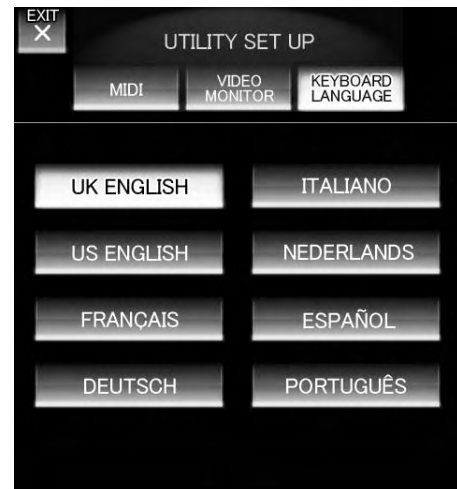 EXIT
×
UTILITY SET UP
MIDI
VIDEO
MONITOR
KEYBOARD
LANGUAGE
UK ENGLISH
ITALIANO
US ENGLISH
NEDERLANDS
FRANÇAIS
ESPAÑOL
DEUTSCH
PORTUGUÊS